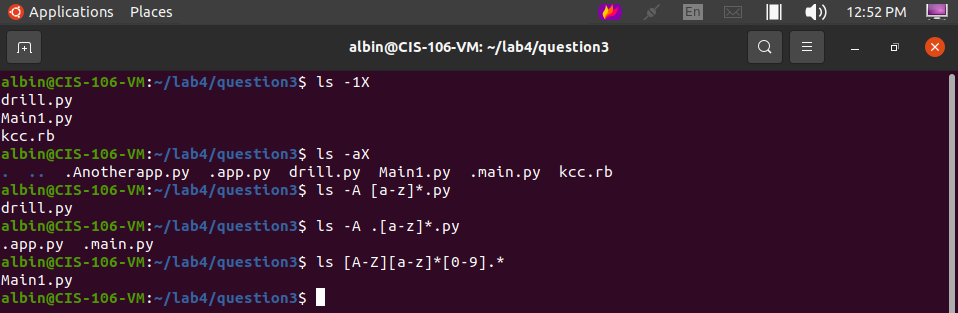 Applications Places En 12:52 PM
albin@CIS-106-VM: ~/lab4/question3
albin@CIS-106-VM:~/lab4/question3$ ls -1X
drill.py
Main1.py
kcc.rb
albin@CIS-106-VM:~/lab4/question3$ ls -aX
. .. .Anotherapp.py .app.py drill.py Main1.py .main.py kcc.rb
albin@CIS-106-VM:~/lab4/question3$ ls -A [a-z]*.py
drill.py
albin@CIS-106-VM:~/lab4/question3$ ls -A .[a-z]*.py
.app.py .main.py
albin@CIS-106-VM:~/lab4/question3$ ls [A-Z][a-z]*[0-9].*
Main1.py
albin@CIS-106-VM:~/lab4/question3$